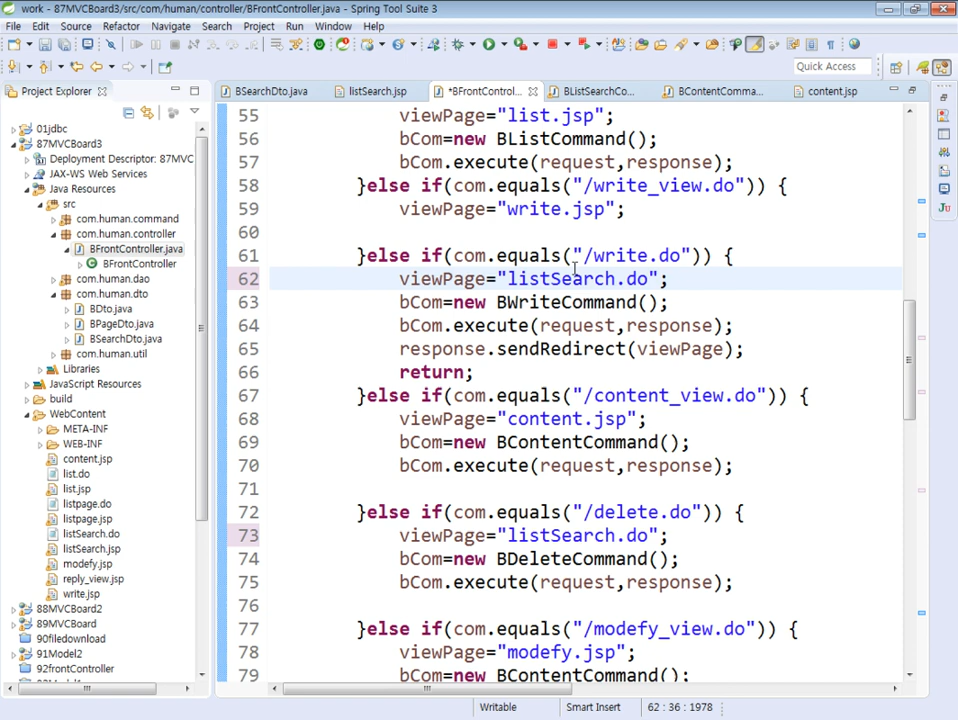 work - 87MVCBoard3/src/com/human/controller/BFrontController.java - Spring Tool Suite 3
File Edit Source Refactor Navigate Search Project Run Window Help
Quick Access
Project Explorer
BSearchDto.java
listSearch.jsp
*BFrontControl...
BListSearchCo...
BContentComma...
content.jsp
01jdbc
87MVCBoard3
Deployment Descriptor: 87MVC
JAX-WS Web Services
Java Resources
src
com.human.command
com.human.controller
BFrontController.java
BFrontController
com.human.dao
com.human.dto
BDto.java
BPageDto.java
BSearchDto.java
com.human.util
Libraries
JavaScript Resources
build
WebContent
META-INF
WEB-INF
content.jsp
list.do
list.jsp
listpage.do
listpage.jsp
listSearch.do
listSearch.jsp
modefy.jsp
reply_view.jsp
write.jsp
88MVCBoard2
89MVCBoard
90filedownload
91Model2
92frontController
55 viewPage="list.jsp";
56 bCom=new BListCommand();
57 bCom.execute(request,response);
58 }else if(com.equals("/write_view.do")) {
59 viewPage="write.jsp";
60
61 }else if(com.equals("/write.do")) {
62 viewPage="listSearch.do";
63 bCom=new BWriteCommand();
64 bCom.execute(request,response);
65 response.sendRedirect(viewPage);
66 return;
67 }else if(com.equals("/content_view.do")) {
68 viewPage="content.jsp";
69 bCom=new BContentCommand();
70 bCom.execute(request,response);
71
72 }else if(com.equals("/delete.do")) {
73 viewPage="listSearch.do";
74 bCom=new BDeleteCommand();
75 bCom.execute(request,response);
76
77 }else if(com.equals("/modefy_view.do")) {
78 viewPage="modefy.jsp";
79 bCom=new BContentCommand();
Writable
Smart Insert
62 : 36 : 1978